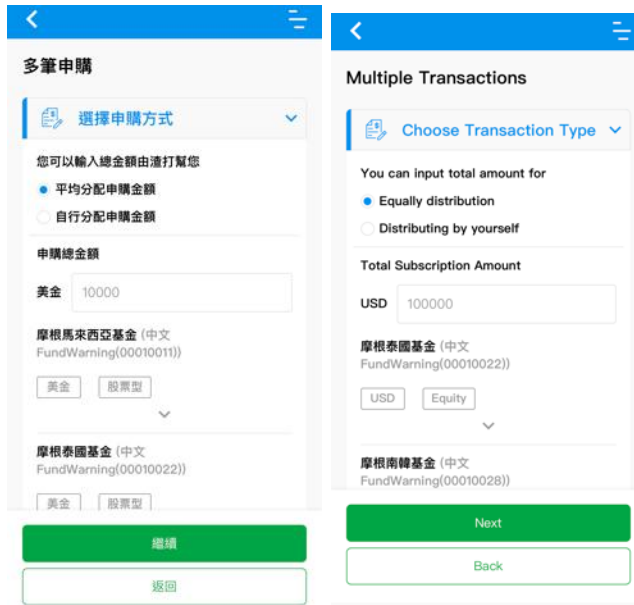 多筆申購
選擇申購方式
您可以輸入總金額由渣打幫您
平均分配申購金額
自行分配申購金額
申購總金額
美金 10000
摩根馬來西亞基金 (中文
FundWarning(00010011))
美金 股票型
摩根泰國基金 (中文
FundWarning(00010022))
美金 股票型
繼續
返回
Multiple Transactions
Choose Transaction Type
You can input total amount for
Equally distribution
Distributing by yourself
Total Subscription Amount
USD 100000
摩根泰國基金 (中文
FundWarning(00010022))
USD Equity
摩根南韓基金 (中文
FundWarning(00010028))
Next
Back